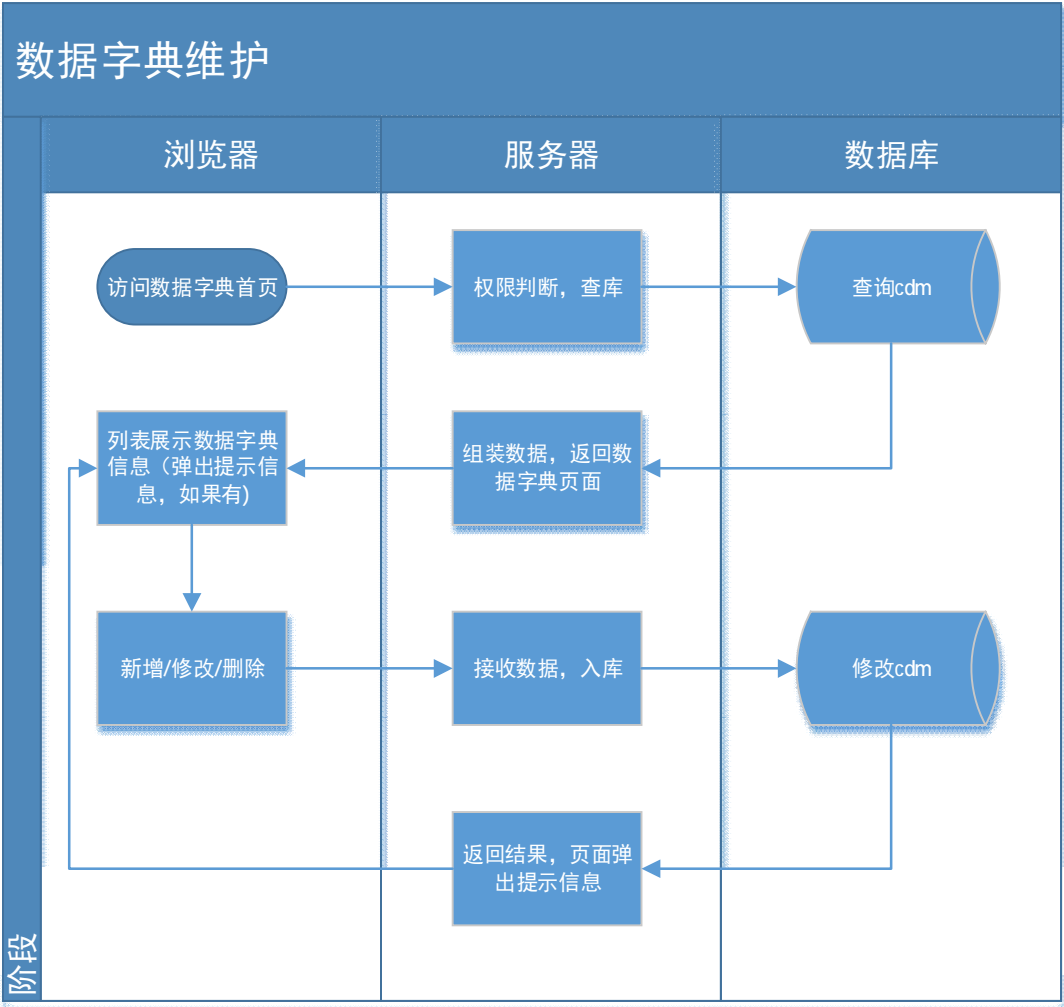 数据字典维护
浏览器
服务器
数据库
访问数据字典首页
权限判断，查库
查询cdm
列表展示数据字典
信息（弹出提示信
息，如果有)
组装数据，返回数
据字典页面
新增/修改/删除
接收数据，入库
修改cdm
返回结果，页面弹
出提示信息
阶段